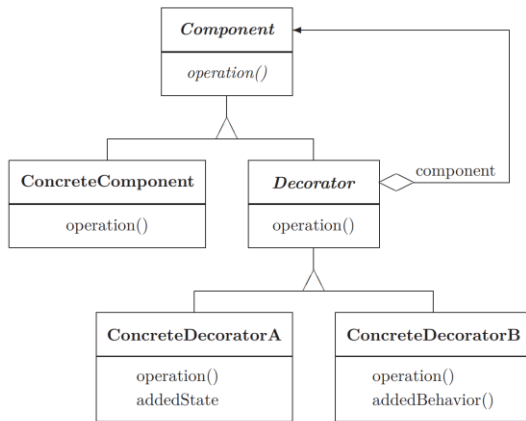 Component
operation()
ConcreteComponent
operation()
Decorator
operation()
component
ConcreteDecoratorA
operation()
addedState
ConcreteDecoratorB
operation()
addedBehavior()